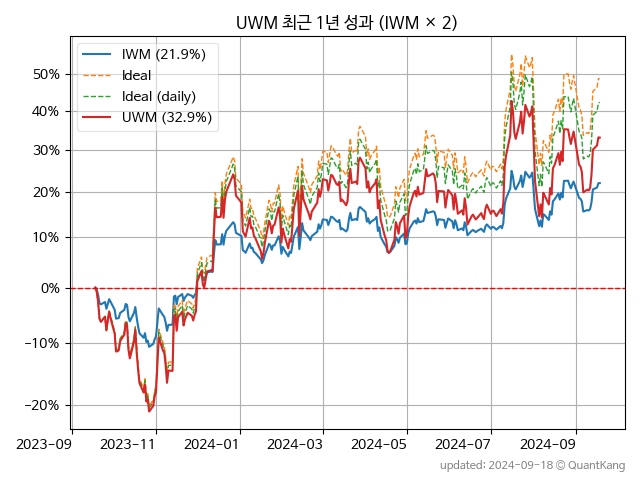 UWM 최근 1년 성과 (IWM × 2)
IWM (21.9%)
Ideal
Ideal (daily)
UWM (32.9%)
50%
40%
30%
20%
10%
0%
−10%
−20%
2023-09 2023-11 2024-01 2024-03 2024-05 2024-07 2024-09
updated: 2024-09-18 © QuantKang